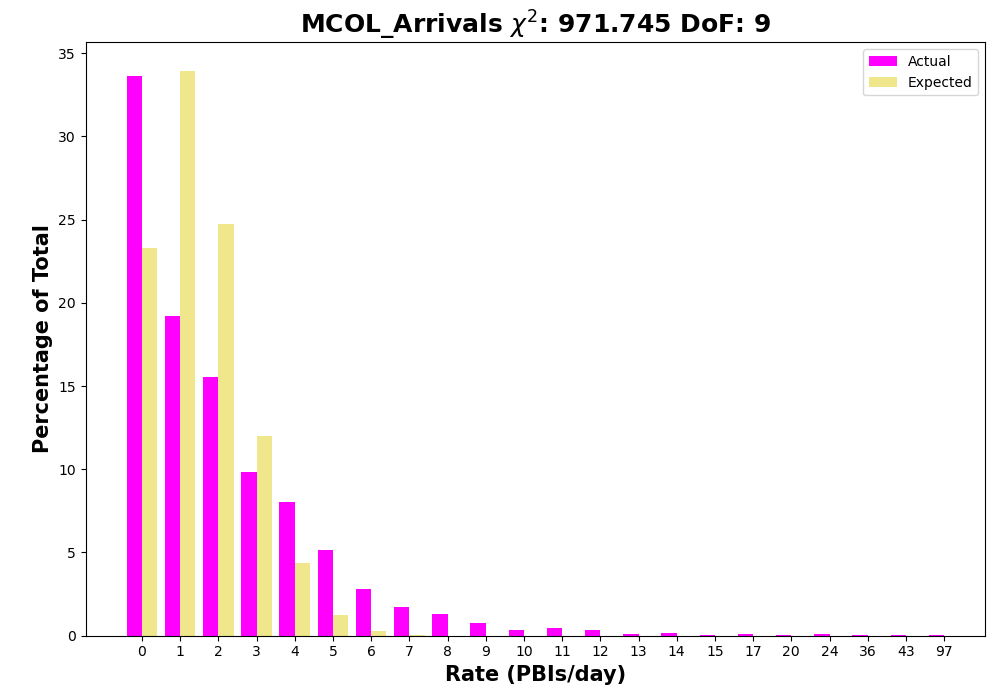 MCOL_Arrivals χ²: 971.745 DoF: 9
Actual
Expected
35
30
25
20
15
10
5
0
Percentage of Total
0 1 2 3 4 5 6 7 8 9 10 11 12 13 14 15 17 20 24 36 43 97
Rate (PBIs/day)